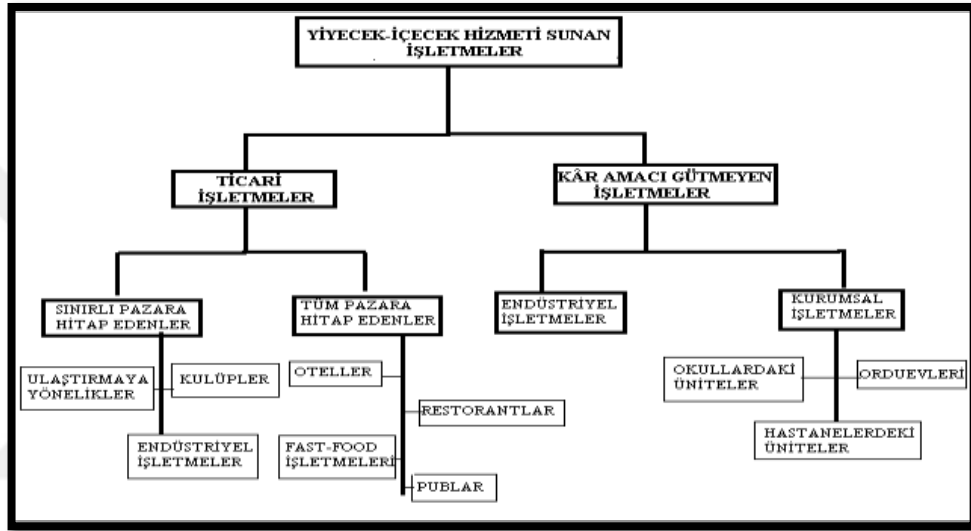 YİYECEK-İÇECEK HİZMETİ SUNAN
İŞLETMELER
TİCARİ
İŞLETMELER
KÂR AMACI GÜTMEYEN
İŞLETMELER
SINIRLI PAZARA
HİTAP EDENLER
TÜM PAZARA
HİTAP EDENLER
ENDÜSTRİYEL
İŞLETMELER
KURUMSAL
İŞLETMELER
ULAŞTIRMAYA
YÖNELİKLER
KULÜPLER
ENDÜSTRİYEL
İŞLETMELER
OTELLER
RESTORANTLAR
FAST-FOOD
İŞLETMELERİ
PUBLAR
OKULLARDAKİ
ÜNİTELER
ORDUEVLERİ
HASTANELERDEKİ
ÜNİTELER